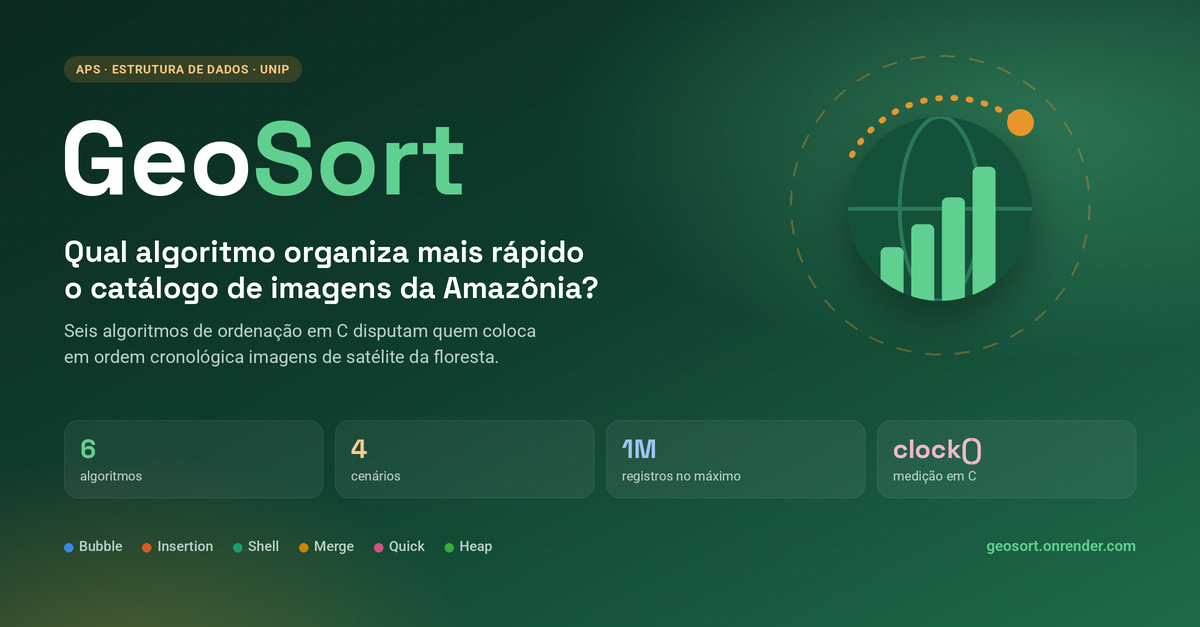 APS · ESTRUTURA DE DADOS · UNIP
GeoSort
Qual algoritmo organiza mais rápido
o catálogo de imagens da Amazônia?
Seis algoritmos de ordenação em C disputam quem coloca
em ordem cronológica imagens de satélite da floresta.
6
algoritmos
4
cenários
1M
registros no máximo
clock()
medição em C
Bubble Insertion Shell Merge Quick Heap
geosort.onrender.com